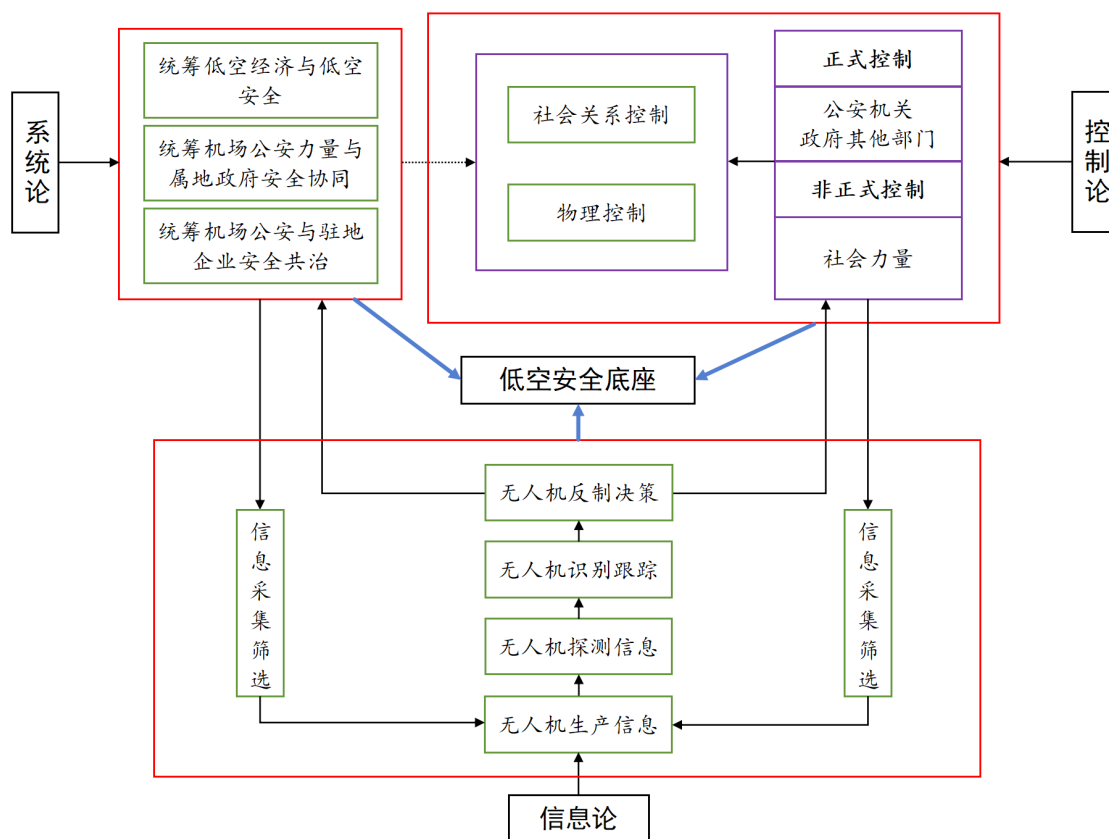 系统论
统筹低空经济与低空
安全
统筹机场公安力量与
属地政府安全协同
统筹机场公安与驻地
企业安全共治
社会关系控制
物理控制
正式控制
公安机关
政府其他部门
非正式控制
社会力量
控制论
低空安全底座
信息采集筛选
无人机反制决策
无人机识别跟踪
无人机探测信息
无人机生产信息
信息采集筛选
信息论